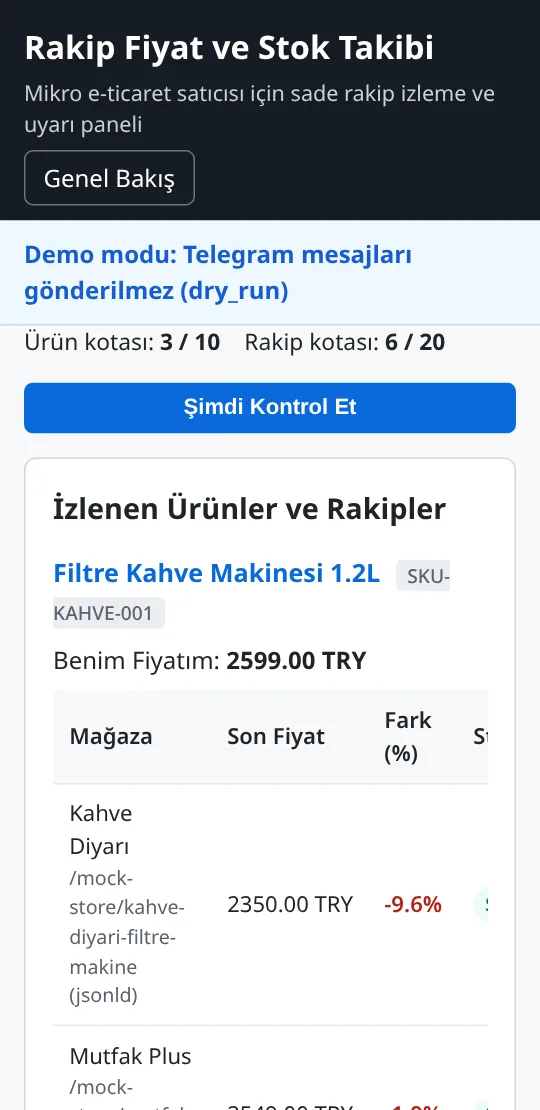 Rakip Fiyat ve Stok Takibi
Mikro e-ticaret satıcısı için sade rakip izleme ve
uyarı paneli
Genel Bakış
Demo modu: Telegram mesajları
gönderilmez (dry_run)
Ürün kotası: 3 / 10 Rakip kotası: 6 / 20
Şimdi Kontrol Et
İzlenen Ürünler ve Rakipler
Filtre Kahve Makinesi 1.2L SKU-
KAHVE-001
Benim Fiyatım: 2599.00 TRY
Mağaza Son Fiyat Fark
(%)
Kahve
Diyarı
/mock-
store/kahve-
diyari-filtre-
makine
(jsonld)
2350.00 TRY -9.6%
Mutfak Plus
/mock-